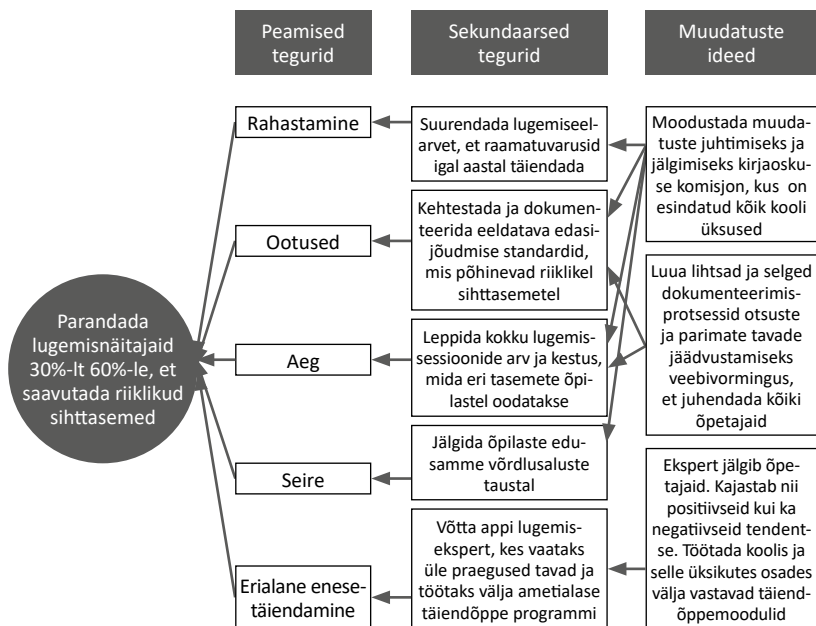 Peamised
tegurid
Sekundaarsed
tegurid
Muudatuste
ideed
Parandada
lugemisnäitajaid
30%-lt 60%-le, et
saavutada riiklikud
sihttasemed
Rahastamine
Ootused
Aeg
Seire
Erialane enese-
täiendamine
Suurendada lugemiseel-
arvet, et raamatuvarusid
igal aastal täiendada
Kehtestada ja dokumen-
teerida eeldatava edasi-
jõudmise standardid,
mis põhinevad riiklikel
sihttasemetel
Leppida kokku lugemis-
sessioonide arv ja kestus,
mida eri tasemete õpi-
lastel oodatakse
Jälgida õpilaste edu-
samme võrdlusaluste
taustal
Võtta appi lugemis-
ekspert, kes vaataks
üle praegused tavad ja
töötaks välja ametialase
täiendõppe programmi
Moodustada muuda-
tuste juhtimiseks ja
jälgimiseks kirjaosku-
se komisjon, kus on
esindatud kõik kooli
üksused
Luua lihtsad ja selged
dokumenteerimis-
protsessid otsuste
ja parimate tavade
jäädvustamiseks
veebivormingus,
et juhendada kõiki
õpetajaid
Ekspert jälgib õpe-
tajaid. Kajastab nii
positiivseid kui ka
negatiivseid tendent-
se. Töötada koolis ja
selle üksikutes osades
välja vastavad täiend-
õppemoodulid